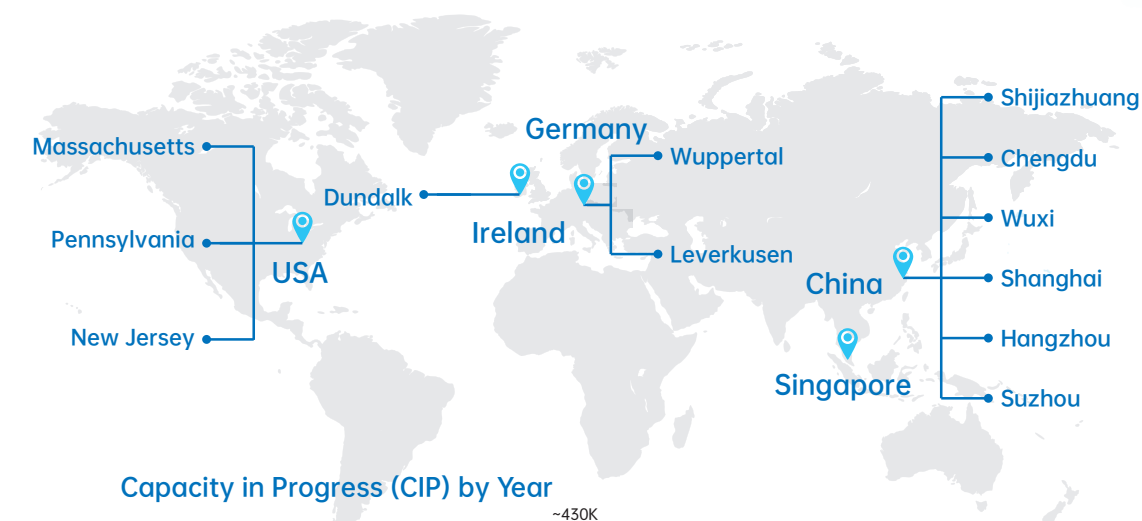 Massachusetts
Pennsylvania
New Jersey
USA
Dundalk
Ireland
Germany
Wuppertal
Leverkusen
China
Shijiazhuang
Chengdu
Wuxi
Shanghai
Hangzhou
Suzhou
Singapore
Capacity in Progress (CIP) by Year
~430K